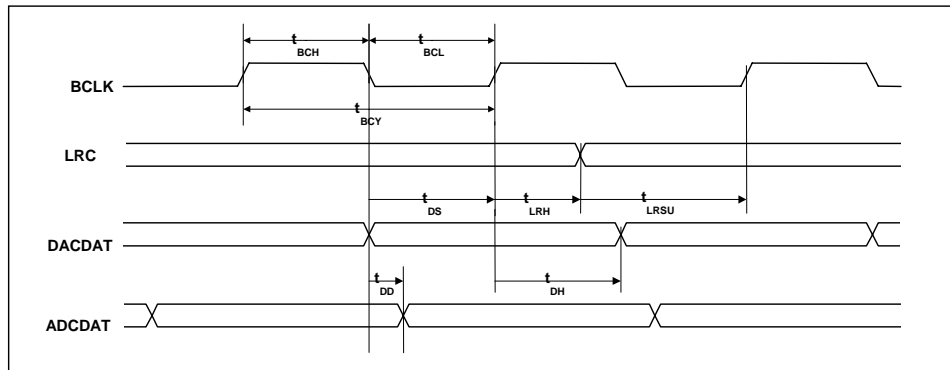 t BCH t BCL
BCLK
t BCY
LRC
t DS t LRH t LRSU
DACDAT
t DD t DH
ADCDAT